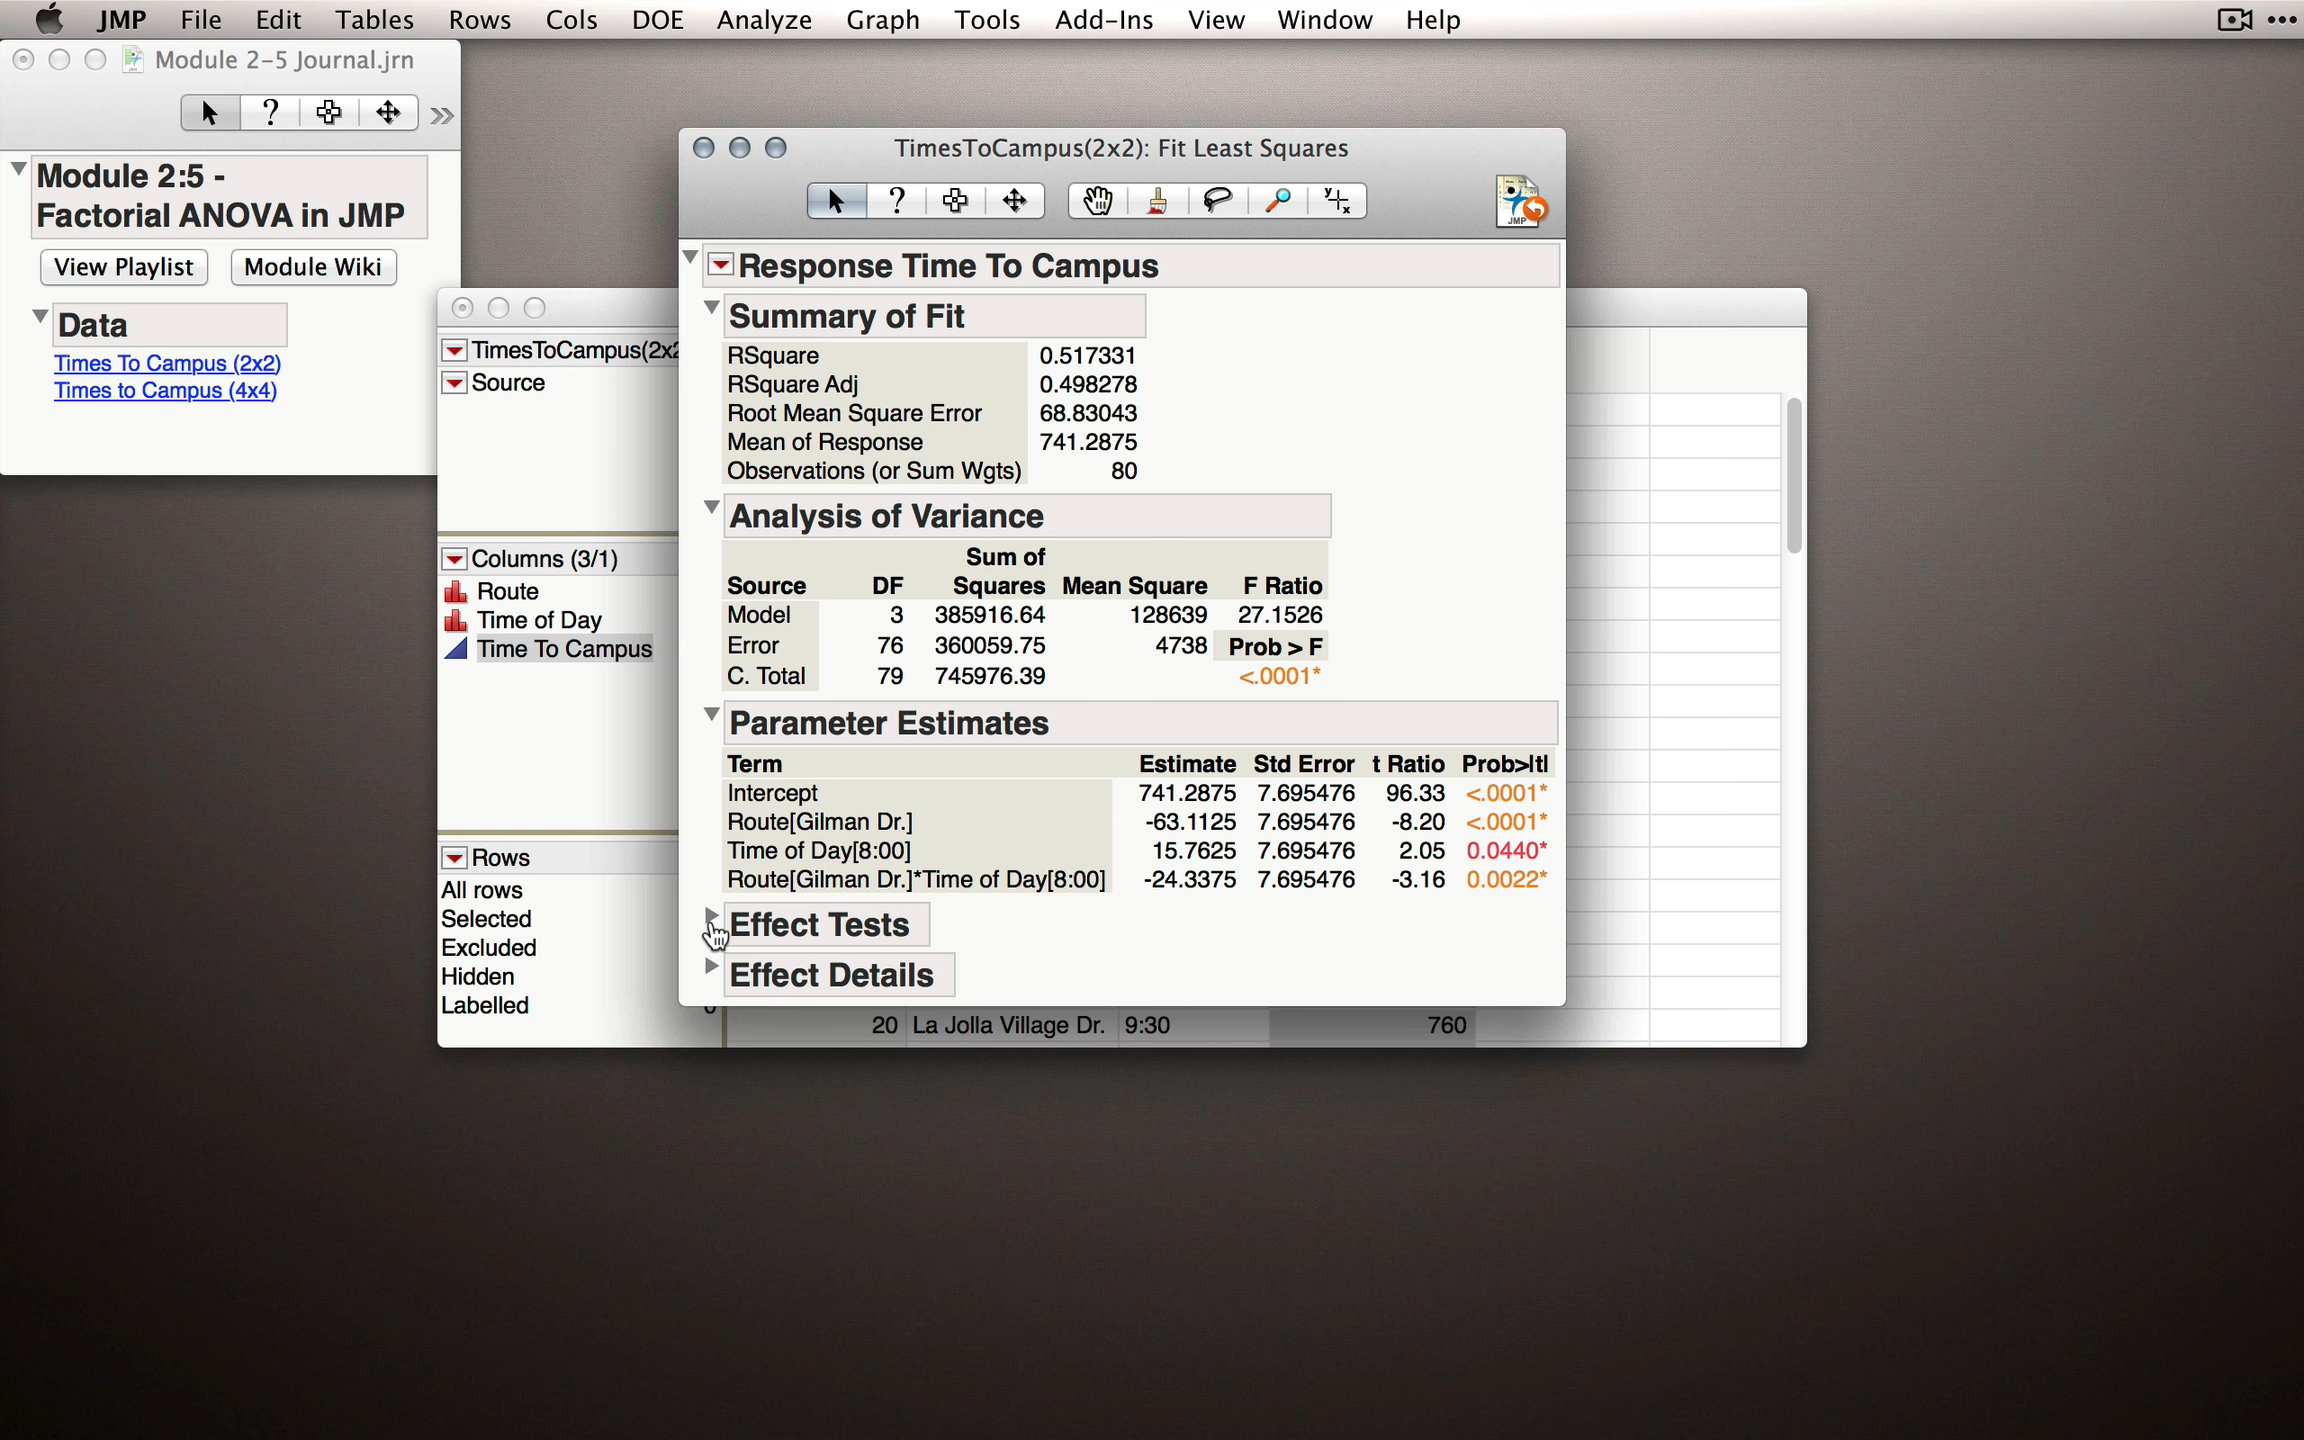 JMP File Edit Tables Rows Cols DOE Analyze Graph Tools Add-Ins View Window Help
Module 2-5 Journal.jrn
Module 2:5 -
Factorial ANOVA in JMP
View Playlist Module Wiki
Data
Times To Campus (2x2)
Times to Campus (4x4)
TimesToCampus(2x2
Source
Columns (3/1)
Route
Time of Day
Time To Campus
Rows
All rows
Selected
Excluded
Hidden
Labelled
TimesToCampus(2x2): Fit Least Squares
JMP
Response Time To Campus
Summary of Fit
RSquare 0.517331
RSquare Adj 0.498278
Root Mean Square Error 68.83043
Mean of Response 741.2875
Observations (or Sum Wgts) 80
Analysis of Variance
Sum of
Source DF Squares Mean Square F Ratio
Model 3 385916.64 128639 27.1526
Error 76 360059.75 4738 Prob > F
C. Total 79 745976.39 <.0001*
Parameter Estimates
Term Estimate Std Error t Ratio Prob>|t|
Intercept 741.2875 7.695476 96.33 <.0001*
Route[Gilman Dr.] -63.1125 7.695476 -8.20 <.0001*
Time of Day[8:00] 15.7625 7.695476 2.05 0.0440*
Route[Gilman Dr.]*Time of Day[8:00] -24.3375 7.695476 -3.16 0.0022*
Effect Tests
Effect Details
20 La Jolla Village Dr. 9:30 760